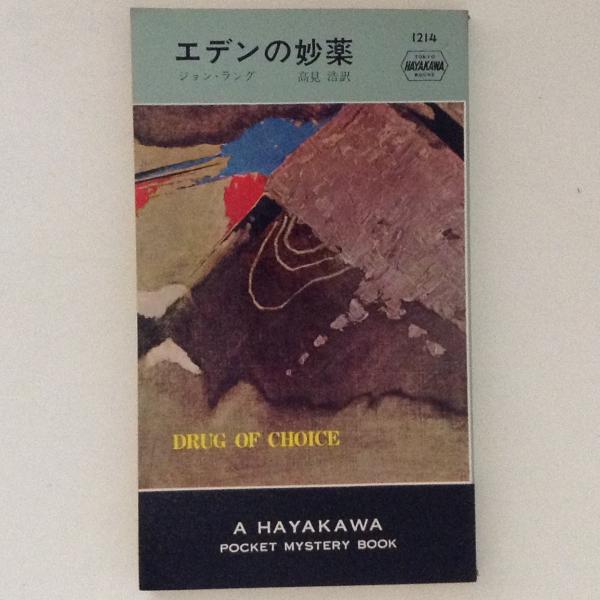 1214
エデンの妙薬
ジョン・ラング 高見 浩訳
TOKYO
HAYAKAWA
BOOKS
DRUG OF CHOICE
A HAYAKAWA
POCKET MYSTERY BOOK